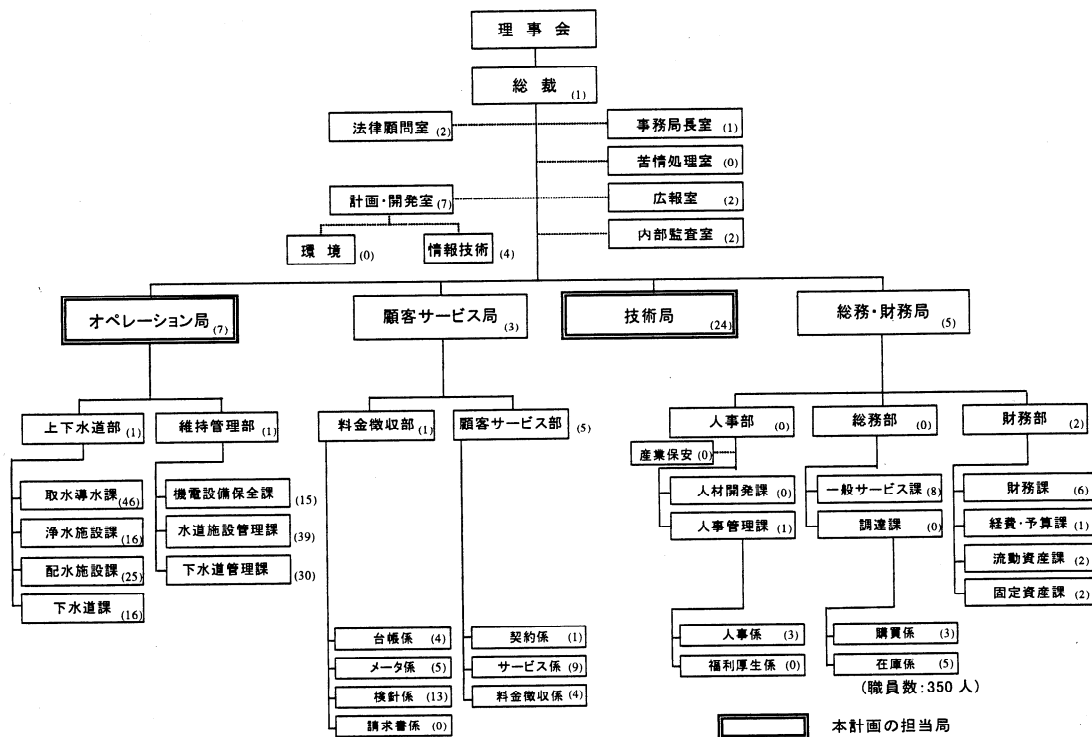 理事会
総裁 (1)
法律顧問室 (2)
事務局長室 (1)
苦情処理室 (0)
計画・開発室 (7)
広報室 (2)
環境 (0)
情報技術 (4)
内部監査室 (2)
オペレーション局 (7)
顧客サービス局 (3)
技術局 (24)
総務・財務局 (5)
上下水道部 (1)
維持管理部 (1)
料金徴収部 (1)
顧客サービス部 (5)
人事部 (0)
総務部 (0)
財務部 (2)
産業保安 (0)
取水導水課 (46)
浄水施設課 (16)
配水施設課 (25)
下水道課 (16)
機電設備保全課 (15)
水道施設管理課 (39)
下水道管理課 (30)
人材開発課 (0)
人事管理課 (1)
一般サービス課 (8)
調達課 (0)
財務課 (6)
経費・予算課 (1)
流動資産課 (2)
固定資産課 (2)
台帳係 (4)
メータ係 (5)
検針係 (13)
請求書係 (0)
契約係 (1)
サービス係 (9)
料金徴収係 (4)
人事係 (3)
福利厚生係 (0)
購買係 (3)
在庫係 (5)
(職員数:350 人)
本計画の担当局